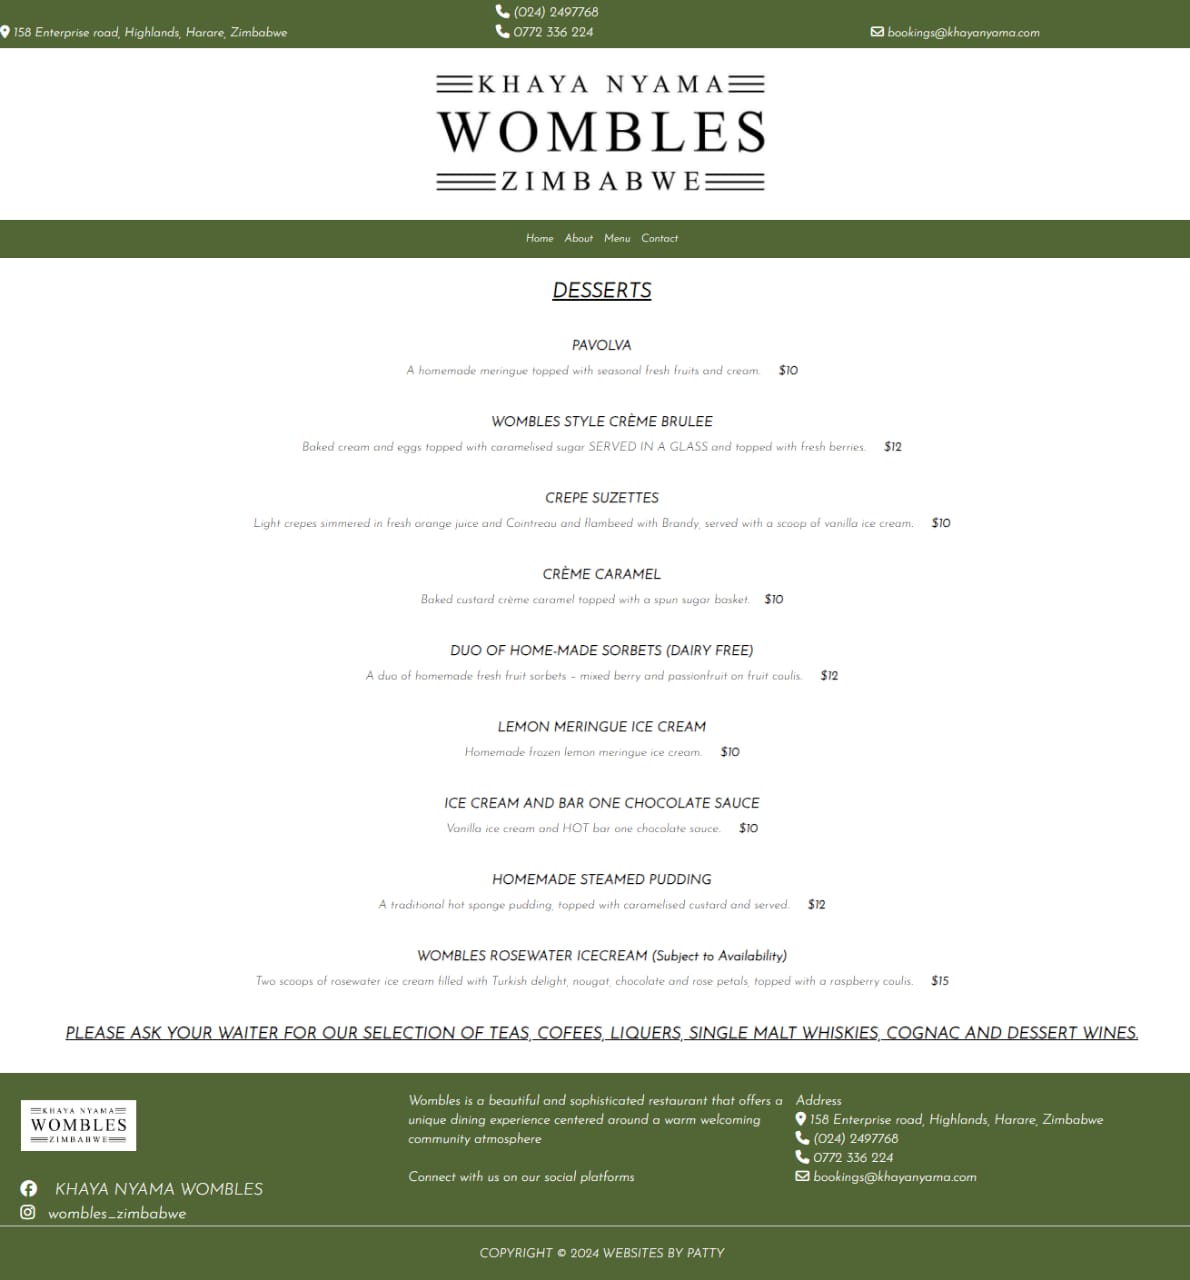 (024) 2497768
158 Enterprise road, Highlands, Harare, Zimbabwe
0772 336 224
bookings@khayanyama.com
KHAYA NYAMA
WOMBLES
ZIMBABWE
Home About Menu Contact
DESSERTS
PAVOLVA
A homemade meringue topped with seasonal fresh fruits and cream. $10
WOMBLES STYLE CRÈME BRULEE
Baked cream and eggs topped with caramelised sugar SERVED IN A GLASS and topped with fresh berries. $12
CREPE SUZETTES
Light crepes simmered in fresh orange juice and Cointreau and flambeed with Brandy, served with a scoop of vanilla ice cream. $10
CRÈME CARAMEL
Baked custard crème caramel topped with a spun sugar basket. $10
DUO OF HOME-MADE SORBETS (DAIRY FREE)
A duo of homemade fresh fruit sorbets – mixed berry and passionfruit on fruit coulis. $12
LEMON MERINGUE ICE CREAM
Homemade frozen lemon meringue ice cream. $10
ICE CREAM AND BAR ONE CHOCOLATE SAUCE
Vanilla ice cream and HOT bar one chocolate sauce. $10
HOMEMADE STEAMED PUDDING
A traditional hot sponge pudding, topped with caramelised custard and served. $12
WOMBLES ROSEWATER ICECREAM (Subject to Availability)
Two scoops of rosewater ice cream filled with Turkish delight, nougat, chocolate and rose petals, topped with a raspberry coulis. $15
PLEASE ASK YOUR WAITER FOR OUR SELECTION OF TEAS, COFEES, LIQUERS, SINGLE MALT WHISKIES, COGNAC AND DESSERT WINES.
KHAYA NYAMA
WOMBLES
ZIMBABWE
KHAYA NYAMA WOMBLES
wombles_zimbabwe
Wombles is a beautiful and sophisticated restaurant that offers a
unique dining experience centered around a warm welcoming
community atmosphere
Connect with us on our social platforms
Address
158 Enterprise road, Highlands, Harare, Zimbabwe
(024) 2497768
0772 336 224
bookings@khayanyama.com
COPYRIGHT © 2024 WEBSITES BY PATTY